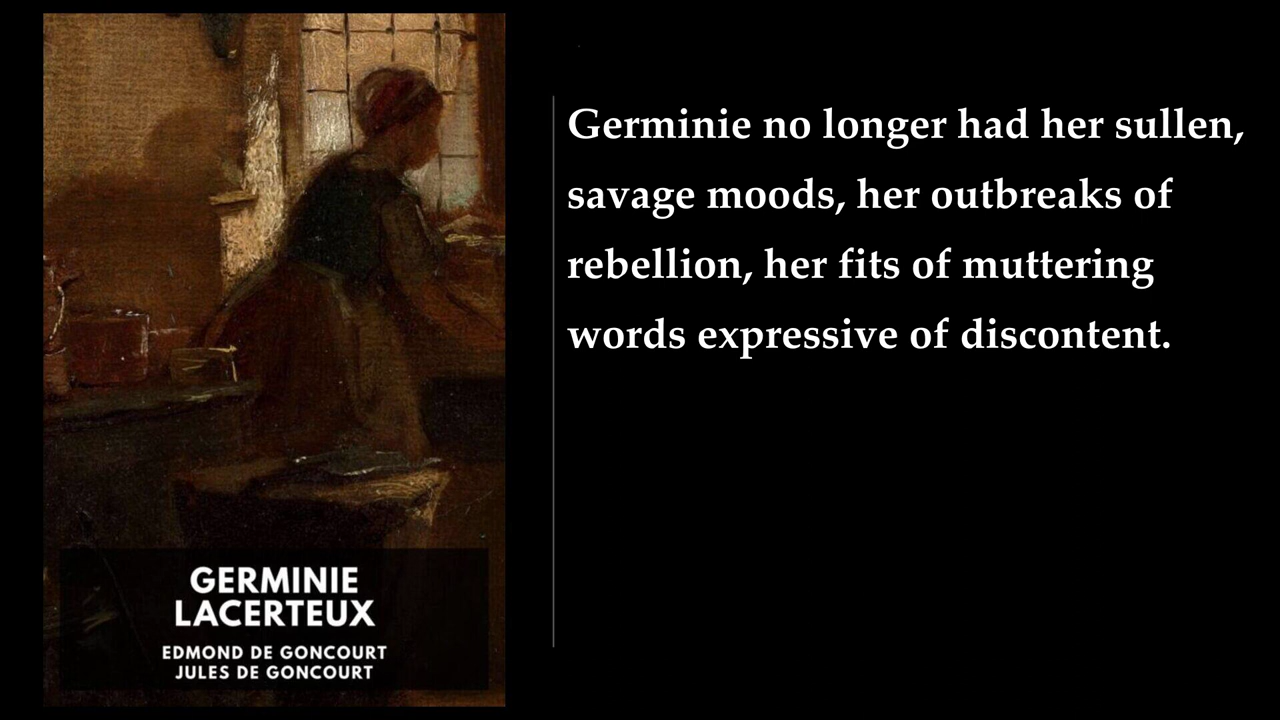 GERMINIE
LACERTEUX
EDMOND DE GONCOURT
JULES DE GONCOURT
Germinie no longer had her sullen,
savage moods, her outbreaks of
rebellion, her fits of muttering
words expressive of discontent.